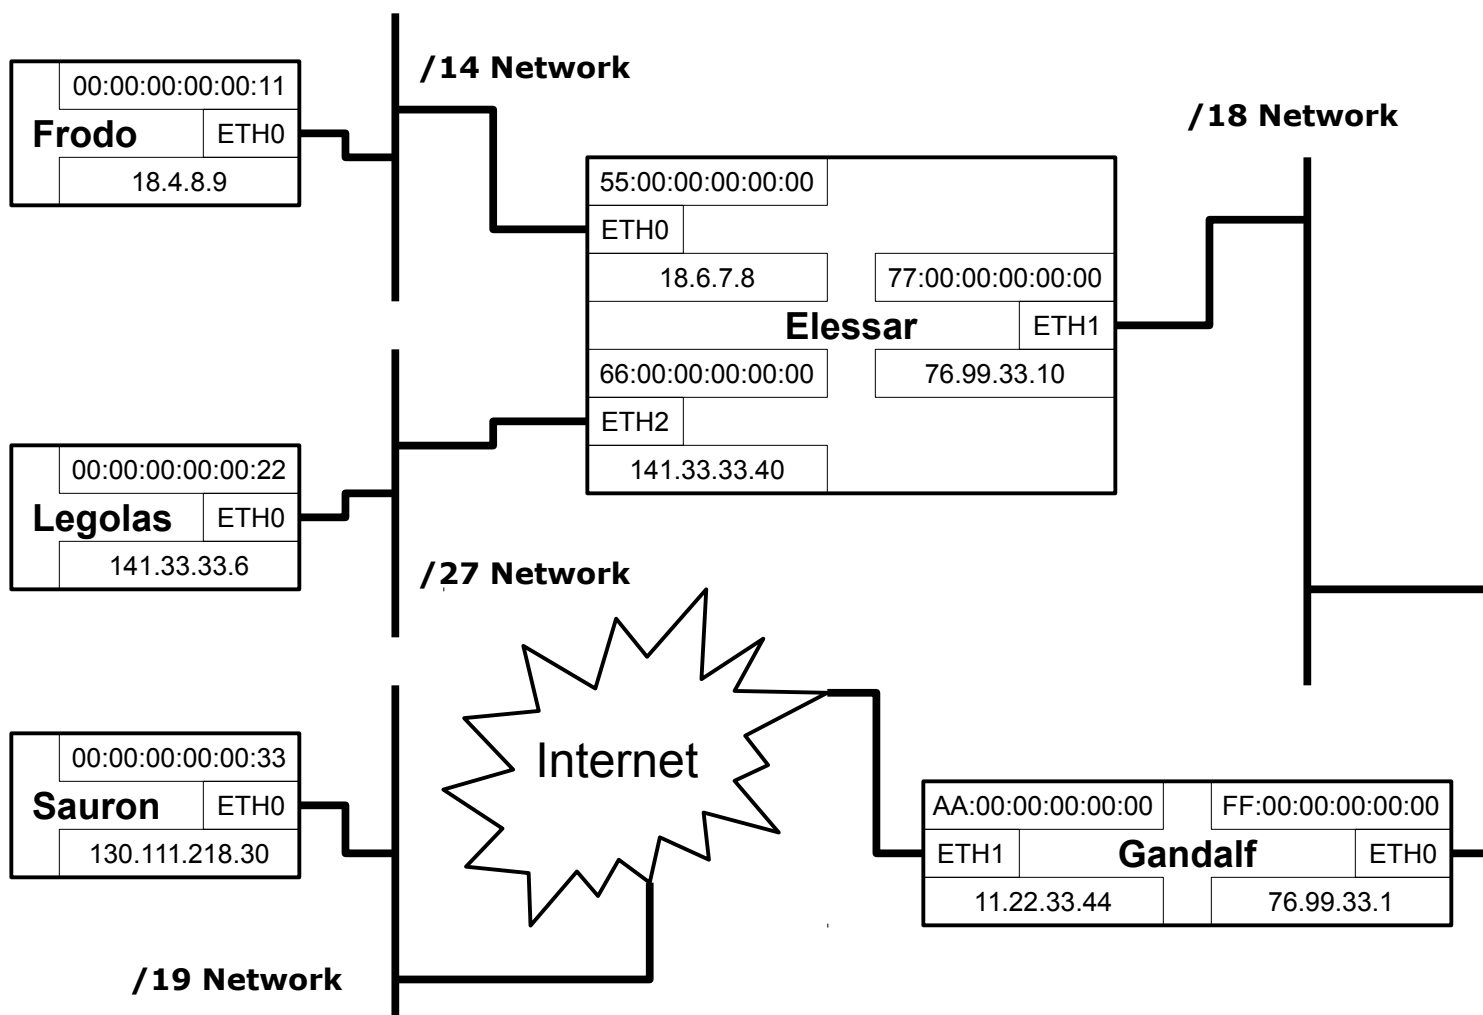 /14 Network
00:00:00:00:00:11
Frodo ETH0
18.4.8.9
/18 Network
55:00:00:00:00:00
ETH0
18.6.7.8 77:00:00:00:00:00
Elessar ETH1
66:00:00:00:00:00 76.99.33.10
ETH2
141.33.33.40
00:00:00:00:00:22
Legolas ETH0
141.33.33.6
/27 Network
Internet
00:00:00:00:00:33
Sauron ETH0
130.111.218.30
AA:00:00:00:00:00 FF:00:00:00:00:00
ETH1 Gandalf ETH0
11.22.33.44 76.99.33.1
/19 Network